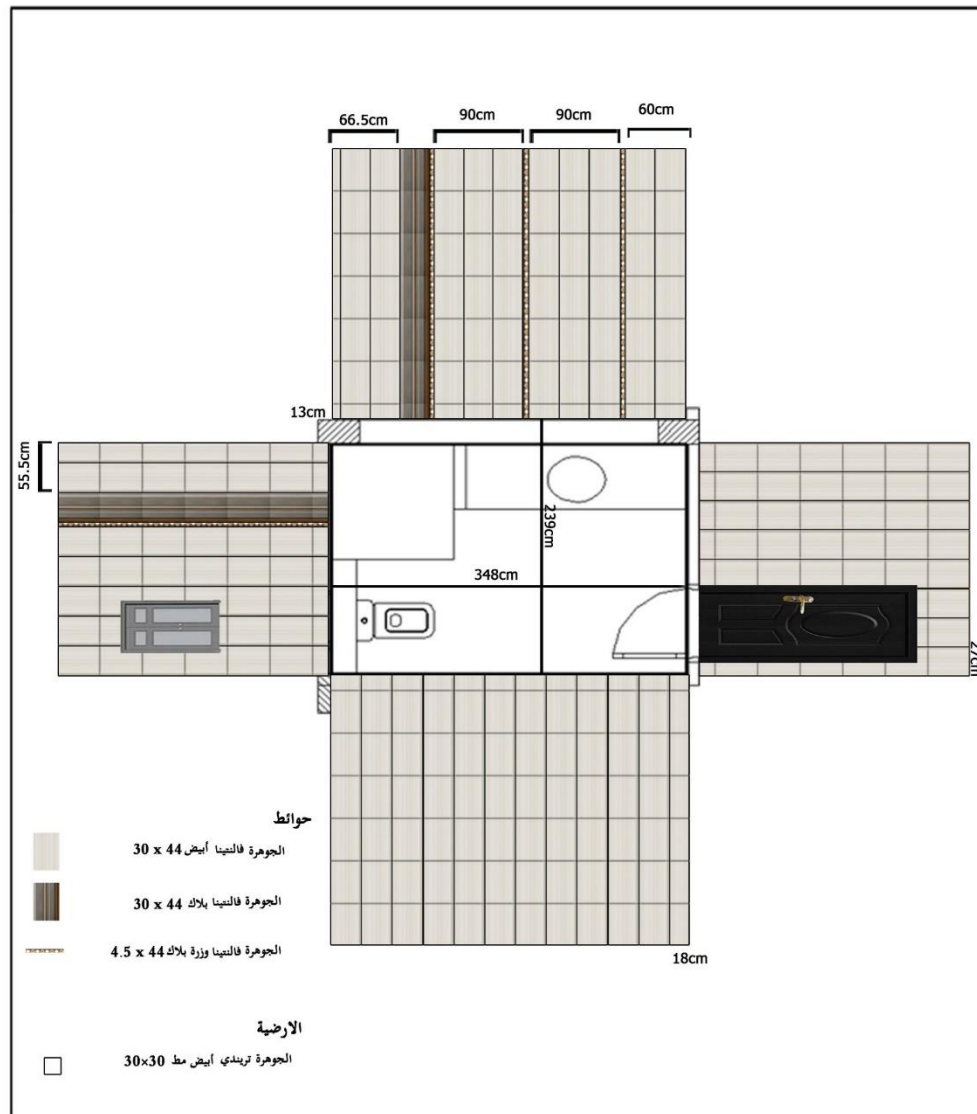 66.5cm
90cm
90cm
60cm
13cm
55.5cm
239cm
348cm
27cm
18cm
حوائط
الجوهرة فالنتينا أبيض 44 x 30
الجوهرة فالنتينا بلاك 44 x 30
الجوهرة فالنتينا وزرة بلاك 44 x 4.5
الارضية
الجوهرة تريندي أبيض مط 30×30